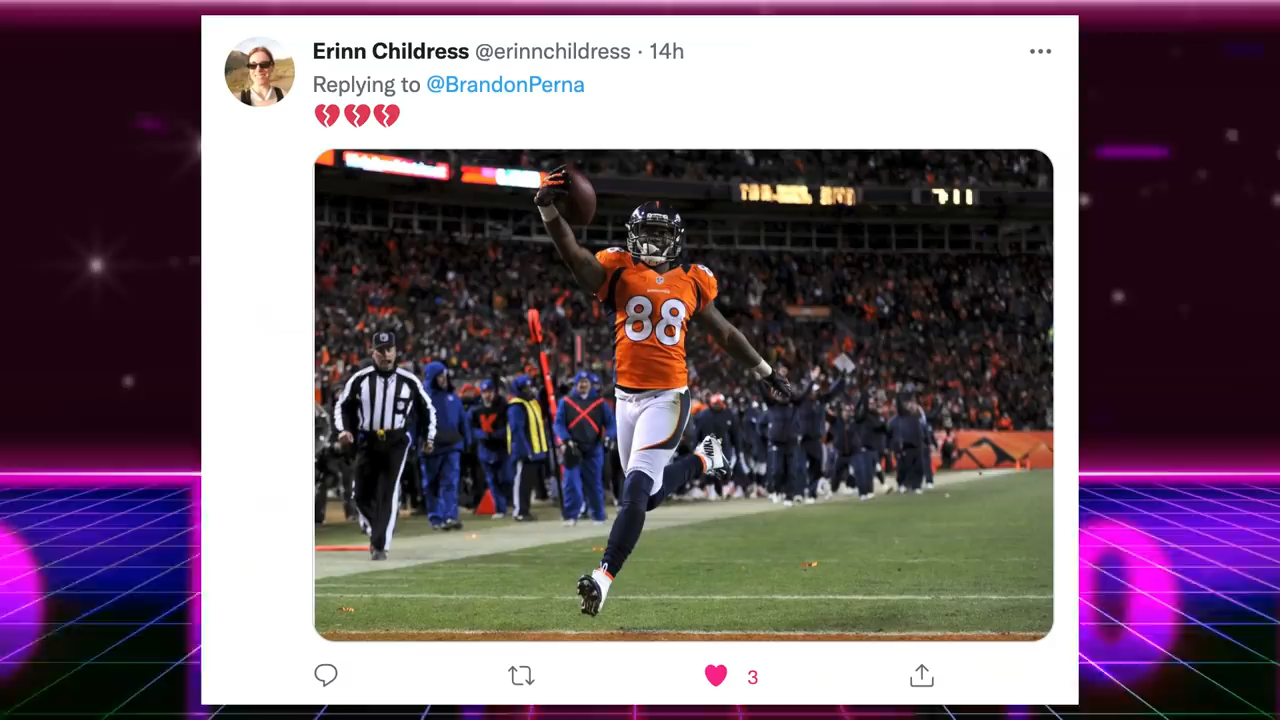 Erinn Childress @erinnchildress · 14h
Replying to @BrandonPerna
💔💔💔
88
3